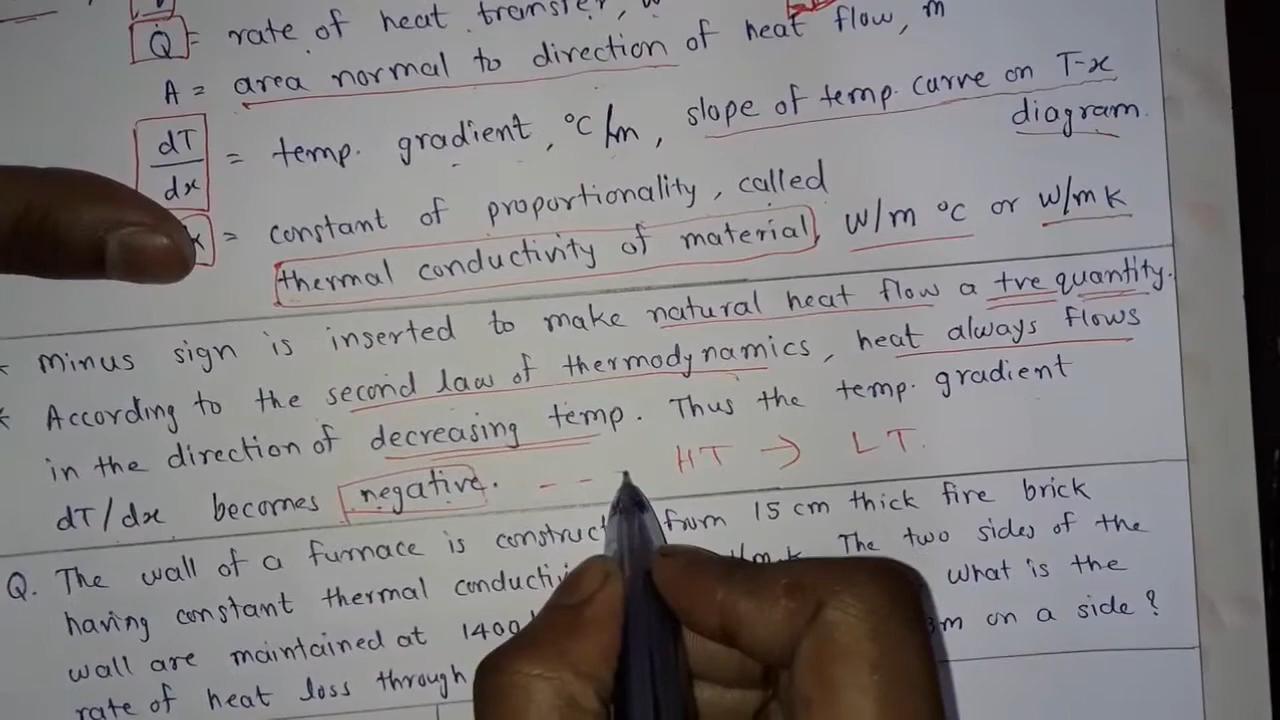 Q̇ = rate of heat transfer,
A = area normal to direction of heat flow, m
dT/dx = temp. gradient, °C/m, slope of temp. curve on T-x
diagram.
K = constant of proportionality, called
thermal conductivity of material, W/m °C or W/mK
Minus sign is inserted to make natural heat flow a +ve quantity.
According to the second law of thermodynamics, heat always flows
in the direction of decreasing temp. Thus the temp. gradient
dT/dx becomes negative. - - HT → LT.
Q. The wall of a furnace is construct from 15 cm thick fire brick
having constant thermal conducti /m.K. The two sides of the
wall are maintained at 1400 what is the
rate of heat loss through 3m on a side?